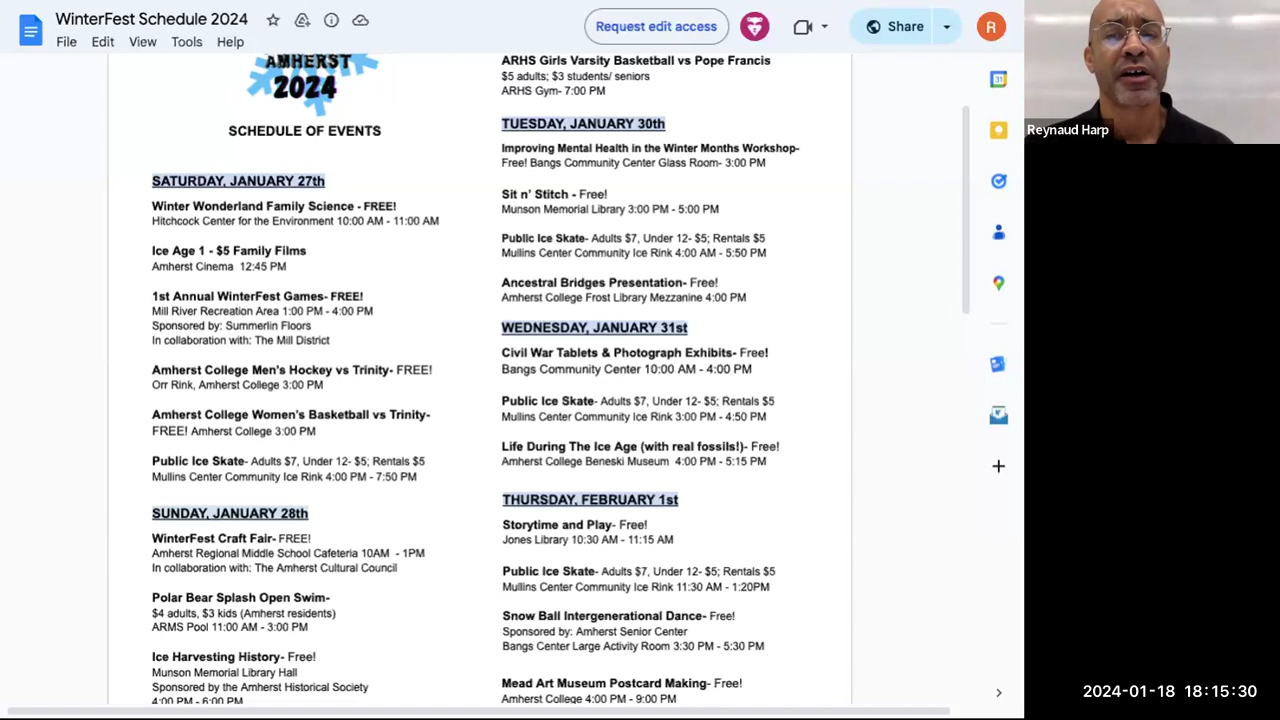 WinterFest Schedule 2024
File Edit View Tools Help
Request edit access
Share
R
31
Reynaud Harp
AMHERST
2024
SCHEDULE OF EVENTS
SATURDAY, JANUARY 27th
Winter Wonderland Family Science - FREE!
Hitchcock Center for the Environment 10:00 AM - 11:00 AM
Ice Age 1 - $5 Family Films
Amherst Cinema 12:45 PM
1st Annual WinterFest Games- FREE!
Mill River Recreation Area 1:00 PM - 4:00 PM
Sponsored by: Summerlin Floors
In collaboration with: The Mill District
Amherst College Men's Hockey vs Trinity- FREE!
Orr Rink, Amherst College 3:00 PM
Amherst College Women's Basketball vs Trinity-
FREE! Amherst College 3:00 PM
Public Ice Skate- Adults $7, Under 12- $5; Rentals $5
Mullins Center Community Ice Rink 4:00 PM - 7:50 PM
SUNDAY, JANUARY 28th
WinterFest Craft Fair- FREE!
Amherst Regional Middle School Cafeteria 10AM - 1PM
In collaboration with: The Amherst Cultural Council
Polar Bear Splash Open Swim-
$4 adults, $3 kids (Amherst residents)
ARMS Pool 11:00 AM - 3:00 PM
Ice Harvesting History- Free!
Munson Memorial Library Hall
Sponsored by the Amherst Historical Society
4:00 PM - 6:00 PM
ARHS Girls Varsity Basketball vs Pope Francis
$5 adults; $3 students/ seniors
ARHS Gym- 7:00 PM
TUESDAY, JANUARY 30th
Improving Mental Health in the Winter Months Workshop-
Free! Bangs Community Center Glass Room- 3:00 PM
Sit n' Stitch - Free!
Munson Memorial Library 3:00 PM - 5:00 PM
Public Ice Skate- Adults $7, Under 12- $5; Rentals $5
Mullins Center Community Ice Rink 4:00 AM - 5:50 PM
Ancestral Bridges Presentation- Free!
Amherst College Frost Library Mezzanine 4:00 PM
WEDNESDAY, JANUARY 31st
Civil War Tablets & Photograph Exhibits- Free!
Bangs Community Center 10:00 AM - 4:00 PM
Public Ice Skate- Adults $7, Under 12- $5; Rentals $5
Mullins Center Community Ice Rink 3:00 PM - 4:50 PM
Life During The Ice Age (with real fossils!)- Free!
Amherst College Beneski Museum 4:00 PM - 5:15 PM
THURSDAY, FEBRUARY 1st
Storytime and Play- Free!
Jones Library 10:30 AM - 11:15 AM
Public Ice Skate- Adults $7, Under 12- $5; Rentals $5
Mullins Center Community Ice Rink 11:30 AM - 1:20PM
Snow Ball Intergenerational Dance- Free!
Sponsored by: Amherst Senior Center
Bangs Center Large Activity Room 3:30 PM - 5:30 PM
Mead Art Museum Postcard Making- Free!
Amherst College 4:00 PM - 9:00 PM
2024-01-18 18:15:30